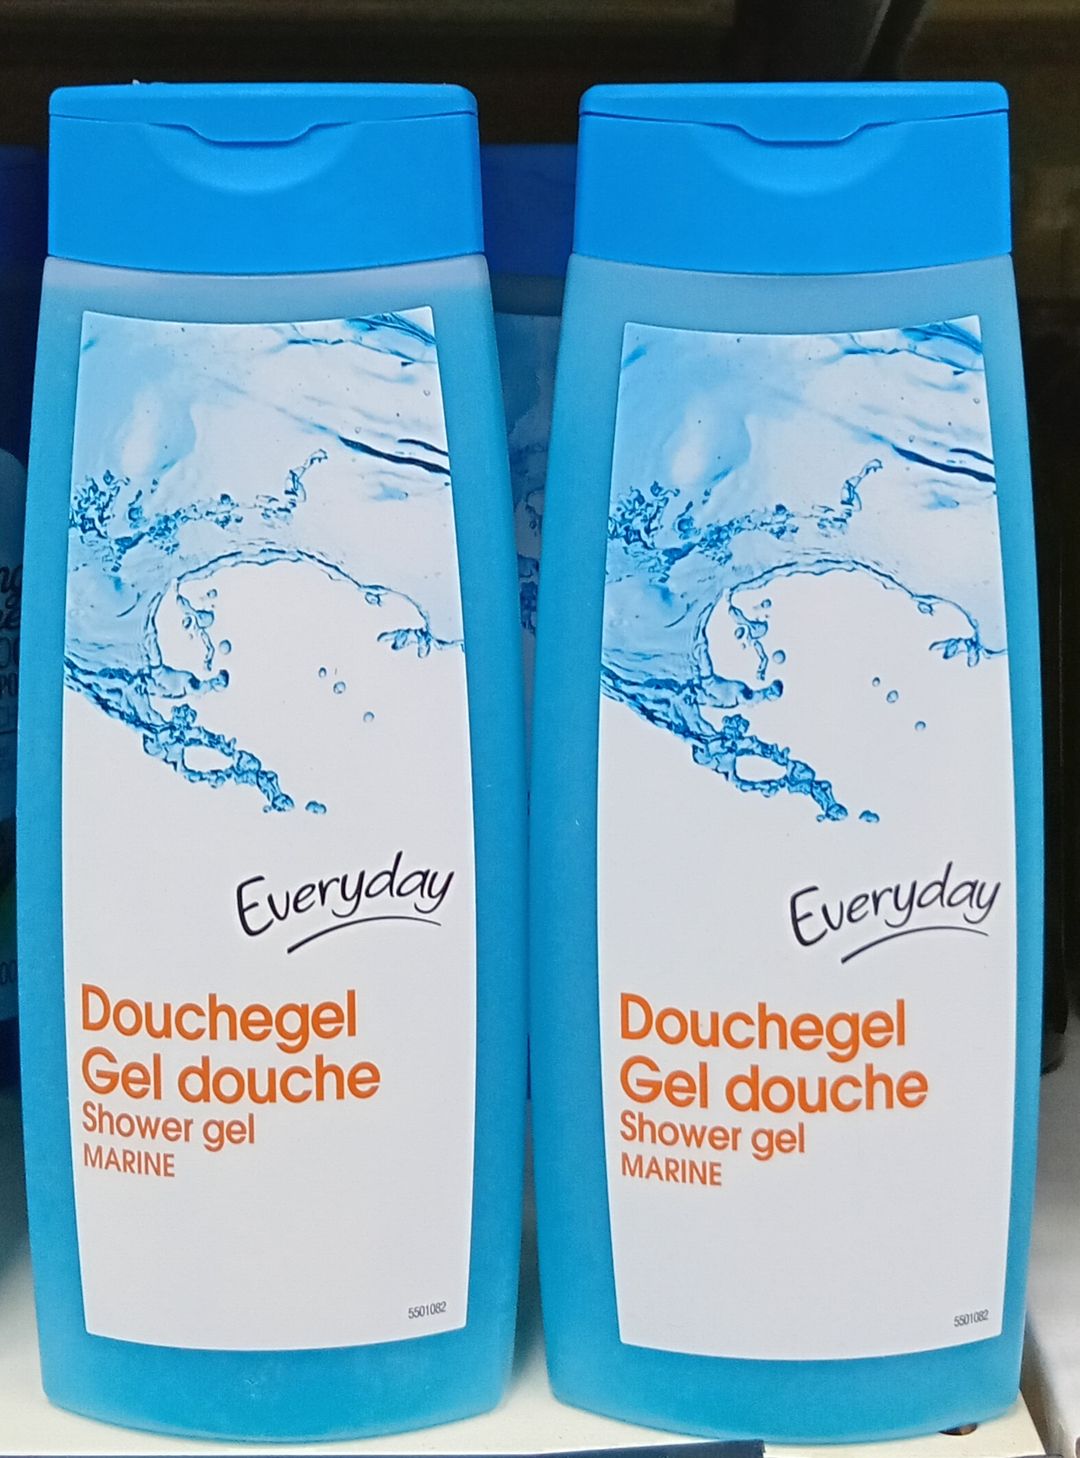 Everyday
Douchegel
Gel douche
Shower gel
MARINE
5501082
Everyday
Douchegel
Gel douche
Shower gel
MARINE
5501082